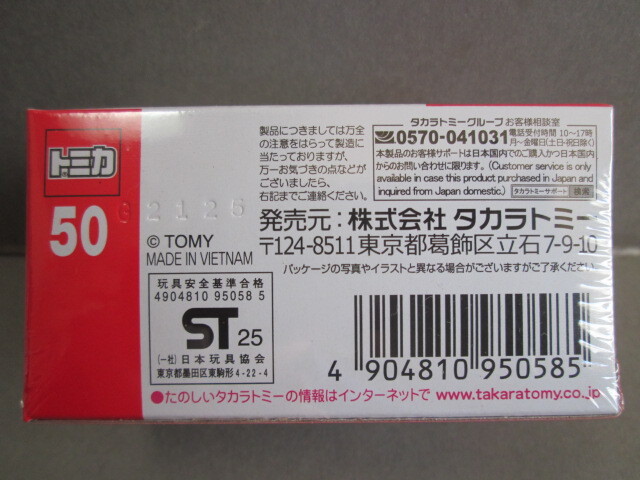 トミカ
50
製品につきましては万全
の注意をはらって製造に
当たっておりますが、
万一お気づきの点などが
ございましたら、
右記までご連絡ください。
タカラトミーグループ お客様相談室
0570-041031
電話受付時間 10～17時
月～金曜日(土・日・祝日除く)
本製品のお客様サポートは日本国内でのご購入かつ日本国内
からのお問い合わせに限ります。(Customer service is only
available in case this product purchased in Japan and
inquired from Japan domestic.)
タカラトミーサポート 検索
発売元：株式会社 タカラトミー
〒124-8511 東京都葛飾区立石7-9-10
パッケージの写真やイラストと異なる場合がございますがご了承ください
© TOMY
MADE IN VIETNAM
玩具安全基準合格
4904810 95058 5
ST 25
(一社)日本玩具協会
東京都墨田区東駒形4-22-4
4 904810 950585
●たのしいタカラトミーの情報はインターネットで www.takaratomy.co.jp